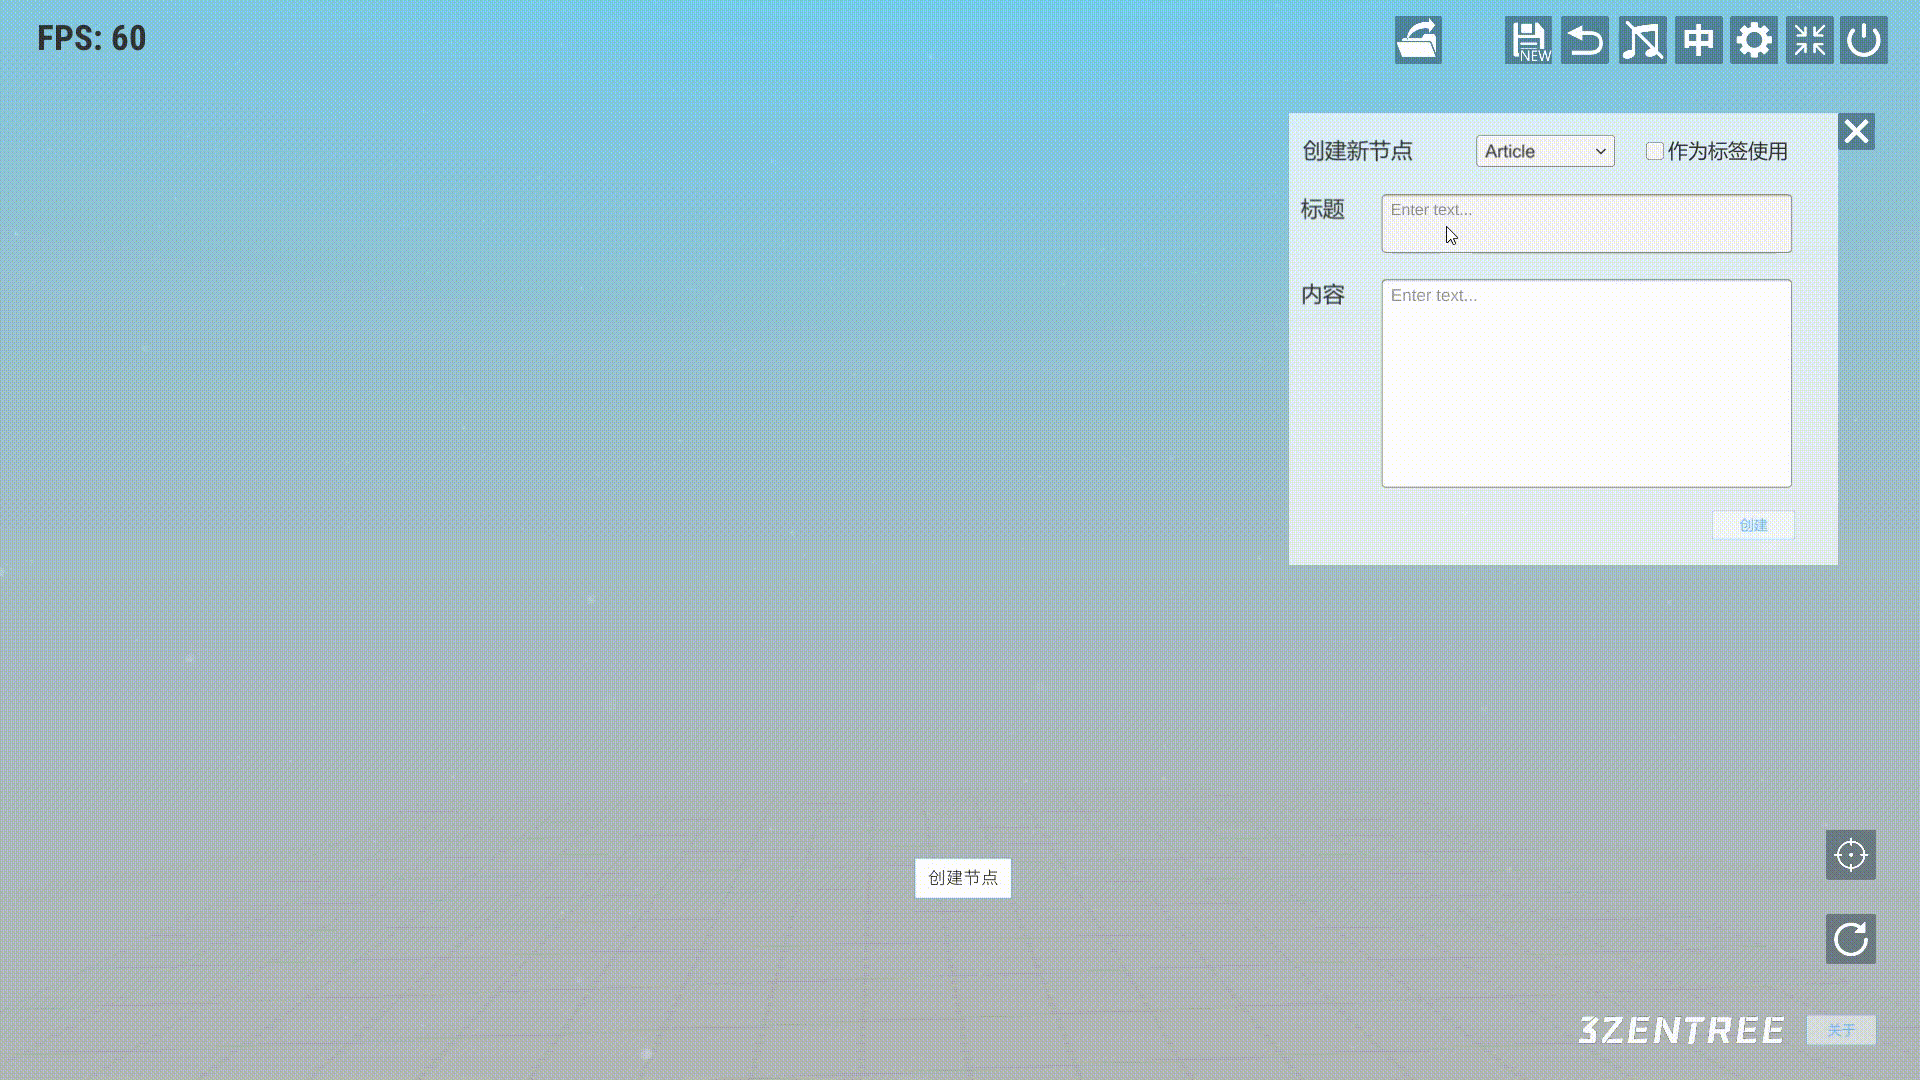 FPS: 60
NEW
中
创建新节点
Article
作为标签使用
标题
Enter text...
内容
Enter text...
创建
创建节点
3ZENTREE
关于